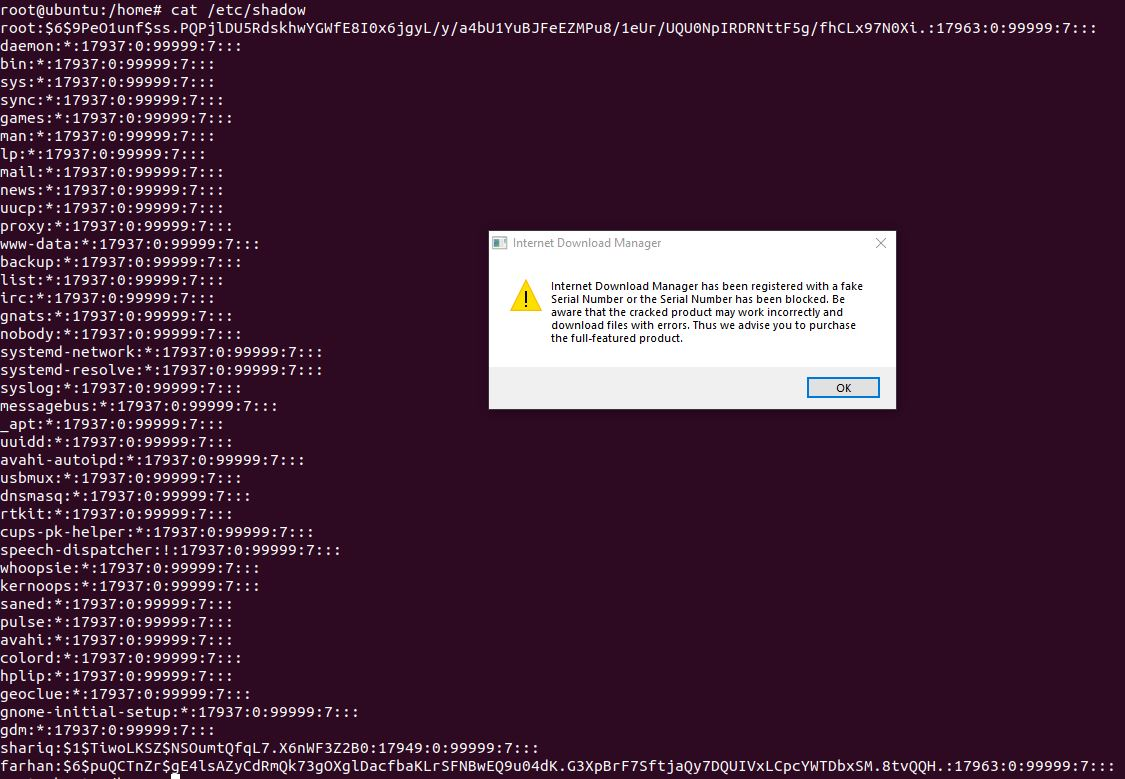 root@ubuntu:/home# cat /etc/shadow
root:$6$9PeO1unf$ss.PQPjlDU5RdskhwYGWfE8I0x6jgyL/y/a4bU1YuBJFeEZMPu8/1eUr/UQU0NpIRDRNttF5g/fhCLx97N0Xi.:17963:0:99999:7:::
daemon:*:17937:0:99999:7:::
bin:*:17937:0:99999:7:::
sys:*:17937:0:99999:7:::
sync:*:17937:0:99999:7:::
games:*:17937:0:99999:7:::
man:*:17937:0:99999:7:::
lp:*:17937:0:99999:7:::
mail:*:17937:0:99999:7:::
news:*:17937:0:99999:7:::
uucp:*:17937:0:99999:7:::
proxy:*:17937:0:99999:7:::
www-data:*:17937:0:99999:7:::
backup:*:17937:0:99999:7:::
list:*:17937:0:99999:7:::
irc:*:17937:0:99999:7:::
gnats:*:17937:0:99999:7:::
nobody:*:17937:0:99999:7:::
systemd-network:*:17937:0:99999:7:::
systemd-resolve:*:17937:0:99999:7:::
syslog:*:17937:0:99999:7:::
messagebus:*:17937:0:99999:7:::
_apt:*:17937:0:99999:7:::
uuidd:*:17937:0:99999:7:::
avahi-autoipd:*:17937:0:99999:7:::
usbmux:*:17937:0:99999:7:::
dnsmasq:*:17937:0:99999:7:::
rtkit:*:17937:0:99999:7:::
cups-pk-helper:*:17937:0:99999:7:::
speech-dispatcher:!:17937:0:99999:7:::
whoopsie:*:17937:0:99999:7:::
kernoops:*:17937:0:99999:7:::
saned:*:17937:0:99999:7:::
pulse:*:17937:0:99999:7:::
avahi:*:17937:0:99999:7:::
colord:*:17937:0:99999:7:::
hplip:*:17937:0:99999:7:::
geoclue:*:17937:0:99999:7:::
gnome-initial-setup:*:17937:0:99999:7:::
gdm:*:17937:0:99999:7:::
shariq:$1$TiwoLKSZ$NSOumtQfqL7.X6nWF3Z2B0:17949:0:99999:7:::
farhan:$6$puQCTnZr$gE4lsAZyCdRmQk73gOXglDacfbaKLrSFNBwEQ9u04dK.G3XpBrF7SftjaQy7DQUIVxLCpcYWTDbxSM.8tvQQH.:17963:0:99999:7:::
Internet Download Manager
Internet Download Manager has been registered with a fake
Serial Number or the Serial Number has been blocked. Be
aware that the cracked product may work incorrectly and
download files with errors. Thus we advise you to purchase
the full-featured product.
OK